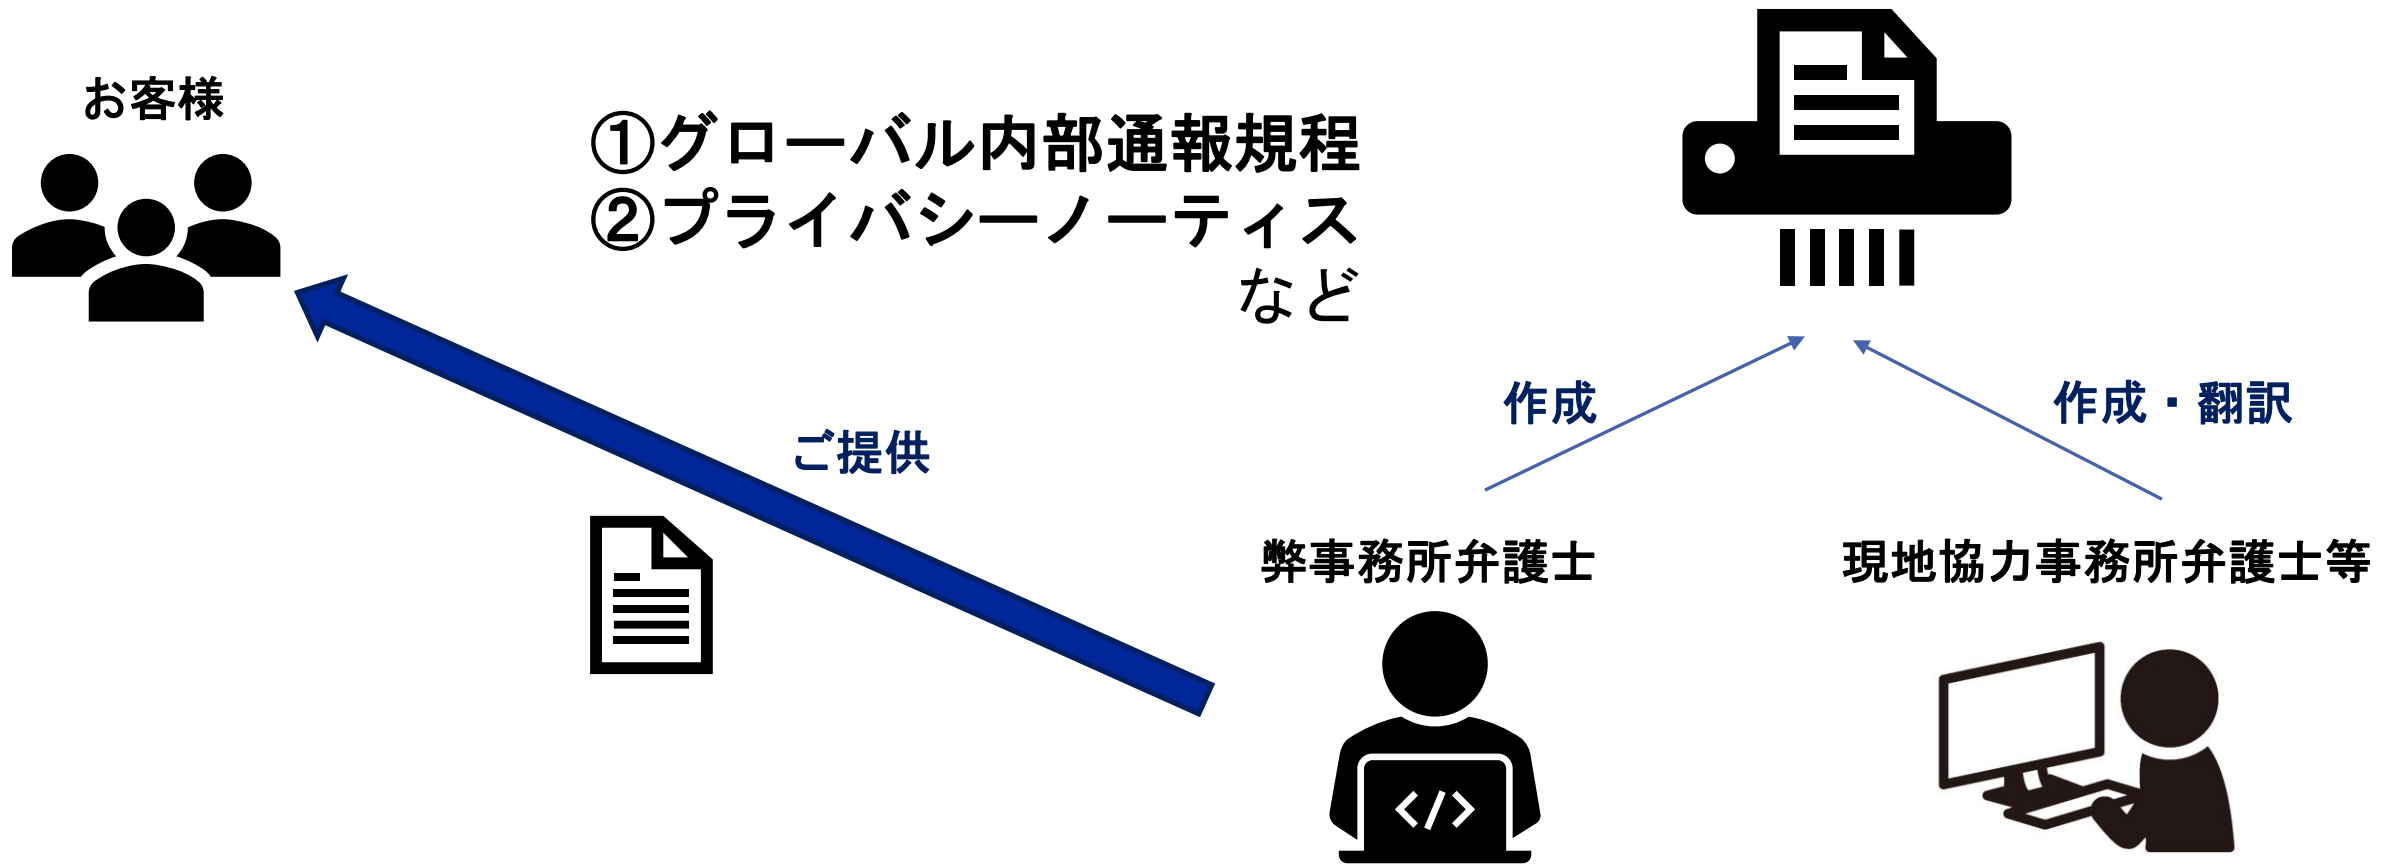 お客様
①グローバル内部通報規程
②プライバシーノーティス
など
作成
作成・翻訳
ご提供
弊事務所弁護士
現地協力事務所弁護士等
</>